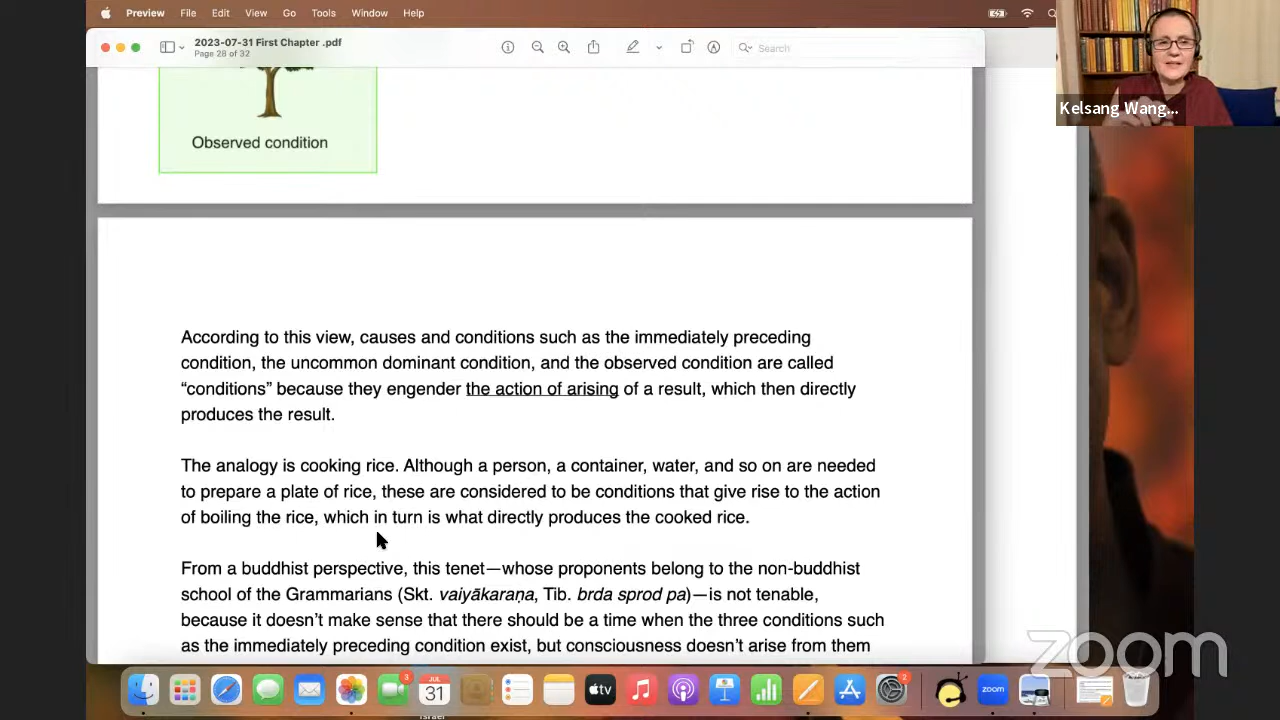 Preview File Edit View Go Tools Window Help
2023-07-31 First Chapter .pdf
Page 28 of 32
Search
Kelsang Wang...
Observed condition
According to this view, causes and conditions such as the immediately preceding
condition, the uncommon dominant condition, and the observed condition are called
“conditions” because they engender the action of arising of a result, which then directly
produces the result.
The analogy is cooking rice. Although a person, a container, water, and so on are needed
to prepare a plate of rice, these are considered to be conditions that give rise to the action
of boiling the rice, which in turn is what directly produces the cooked rice.
From a buddhist perspective, this tenet—whose proponents belong to the non-buddhist
school of the Grammarians (Skt. vaiyākaraṇa, Tib. brda sprod pa)—is not tenable,
because it doesn’t make sense that there should be a time when the three conditions such
as the immediately preceding condition exist, but consciousness doesn’t arise from them
zoom
3
JUL
31
tv
2
zoom